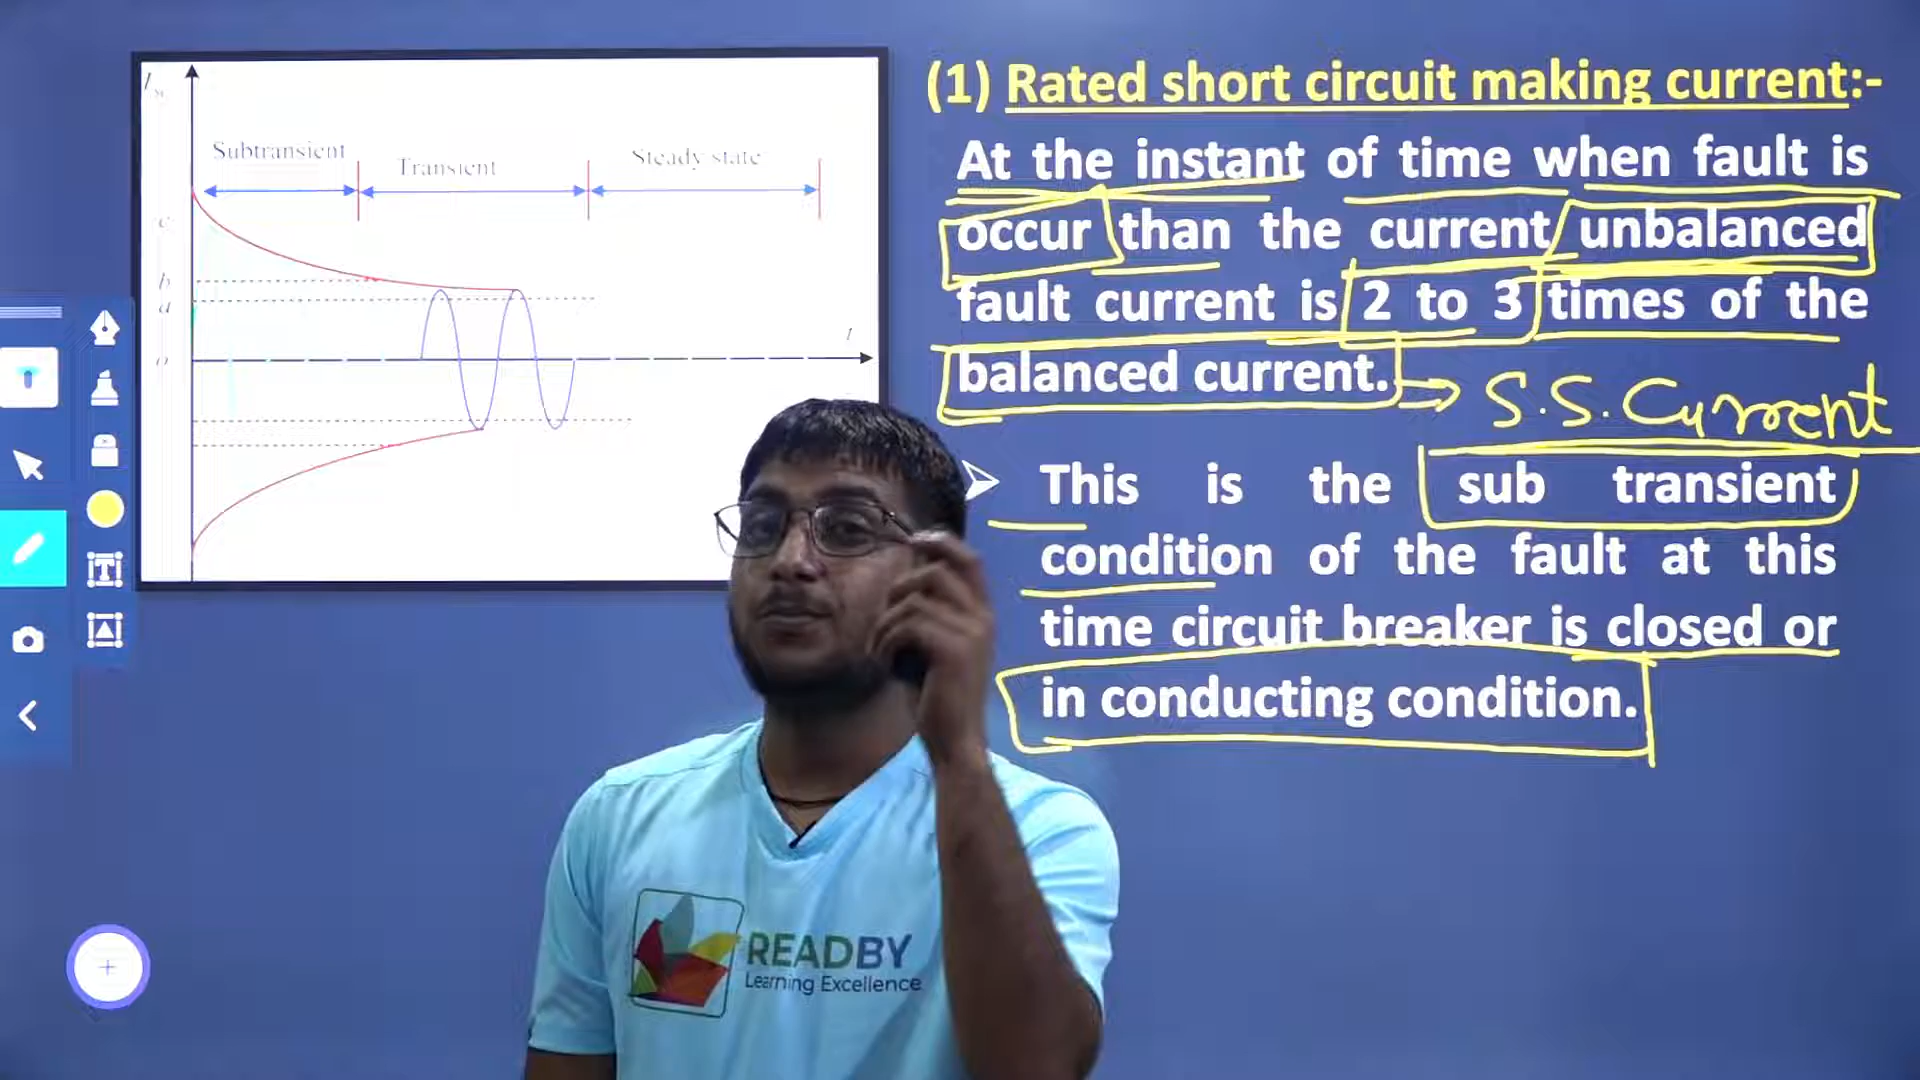 Subtransient
Transient
Steady state
c
b
a
o
t
(1) Rated short circuit making current:-
At the instant of time when fault is
occur than the current unbalanced
fault current is 2 to 3 times of the
balanced current. → S.S. Current
➢ This is the sub transient
condition of the fault at this
time circuit breaker is closed or
in conducting condition.
READBY
Learning Excellence